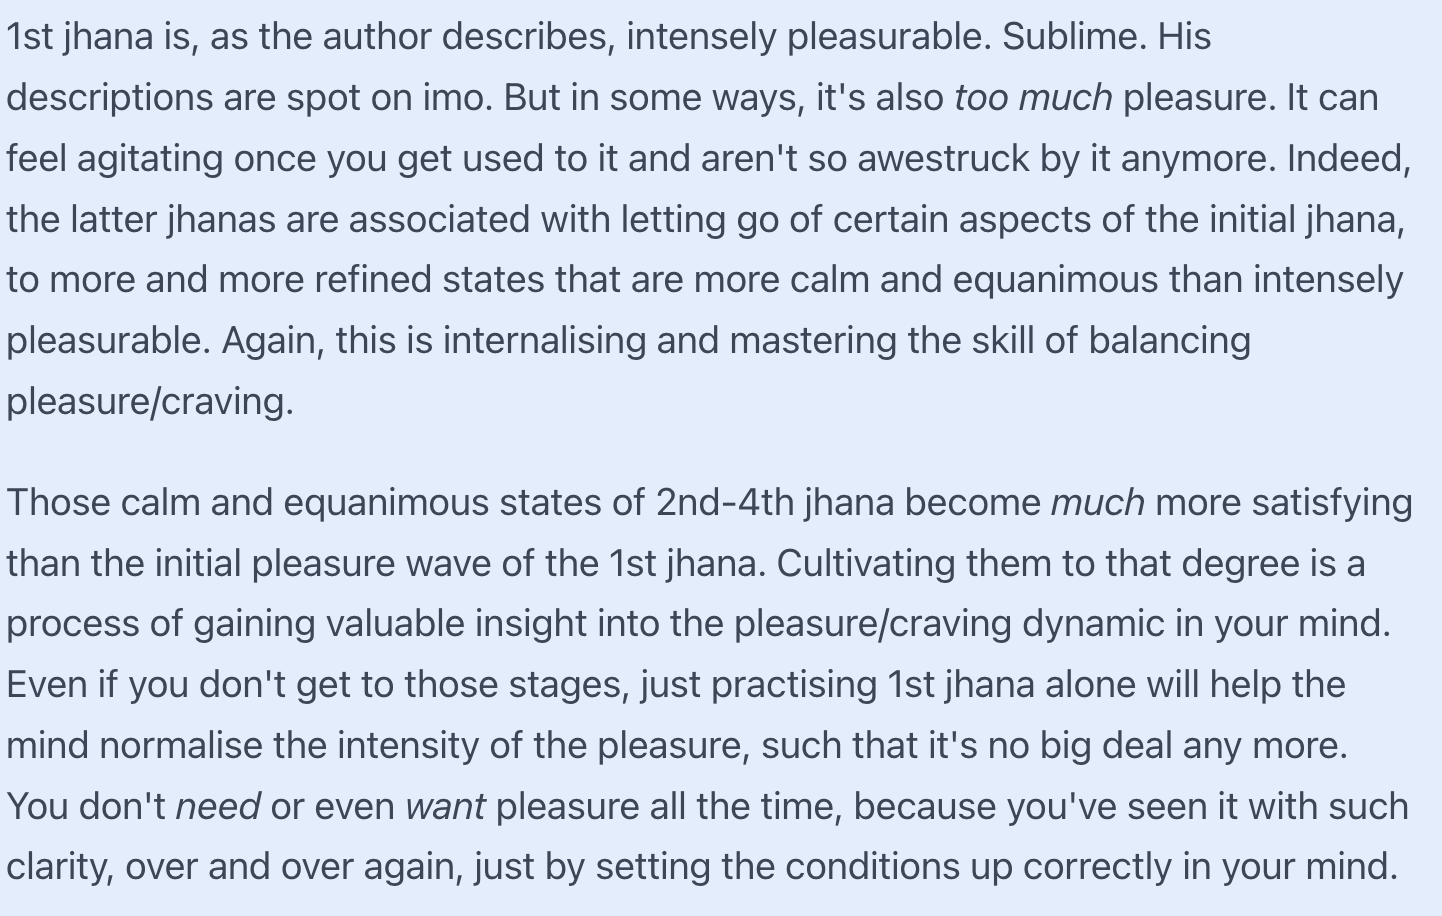 1st jhana is, as the author describes, intensely pleasurable. Sublime. His
descriptions are spot on imo. But in some ways, it's also too much pleasure. It can
feel agitating once you get used to it and aren't so awestruck by it anymore. Indeed,
the latter jhanas are associated with letting go of certain aspects of the initial jhana,
to more and more refined states that are more calm and equanimous than intensely
pleasurable. Again, this is internalising and mastering the skill of balancing
pleasure/craving.
Those calm and equanimous states of 2nd-4th jhana become much more satisfying
than the initial pleasure wave of the 1st jhana. Cultivating them to that degree is a
process of gaining valuable insight into the pleasure/craving dynamic in your mind.
Even if you don't get to those stages, just practising 1st jhana alone will help the
mind normalise the intensity of the pleasure, such that it's no big deal any more.
You don't need or even want pleasure all the time, because you've seen it with such
clarity, over and over again, just by setting the conditions up correctly in your mind.